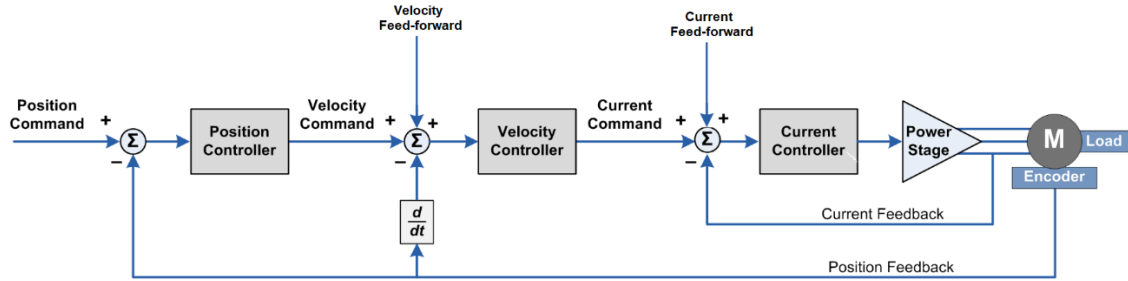 Velocity
Feed-forward
Current
Feed-forward
Position
Command
+
−
Σ
Position
Controller
Velocity
Command
+
+
−
Σ
Velocity
Controller
Current
Command
+
+
−
Σ
Current
Controller
Power
Stage
M
Load
Encoder
d
dt
Current Feedback
Position Feedback